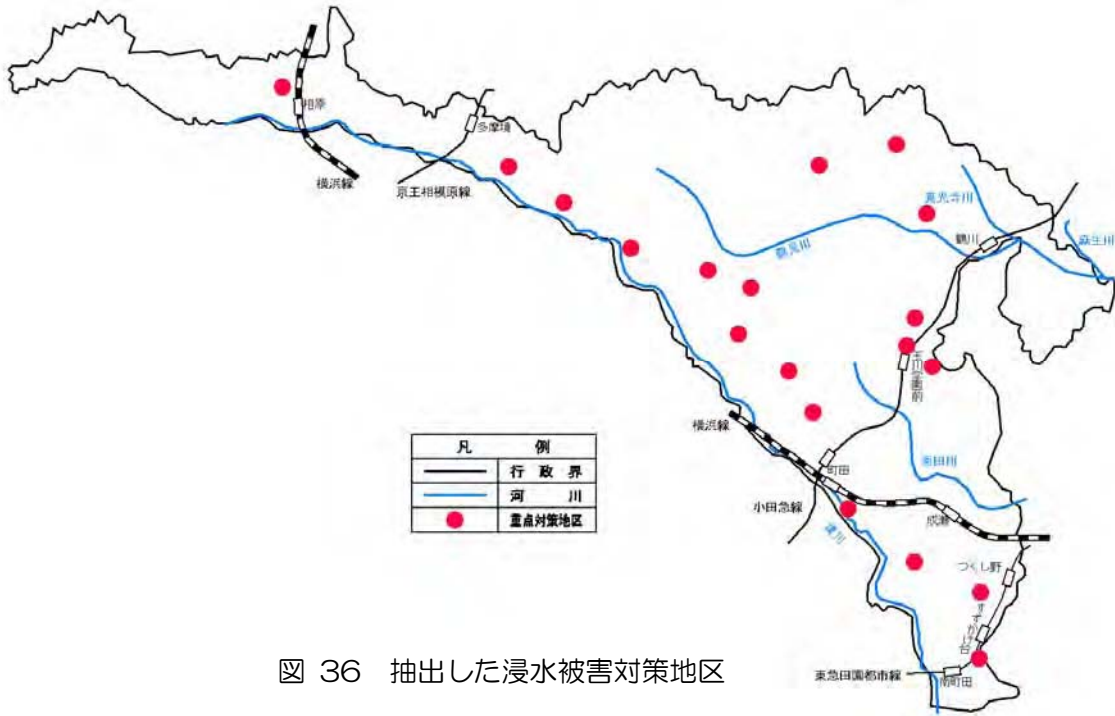 相原
多摩境
横浜線
京王相模原線
真光寺川
鶴川
麻生川
鶴見川
玉川学園前
横浜線
凡 例
行 政 界
河 川
重点対策地区
町田
恩田川
小田急線
境川
成瀬
つくし野
すずかけ台
東急田園都市線
南町田
図 36 抽出した浸水被害対策地区